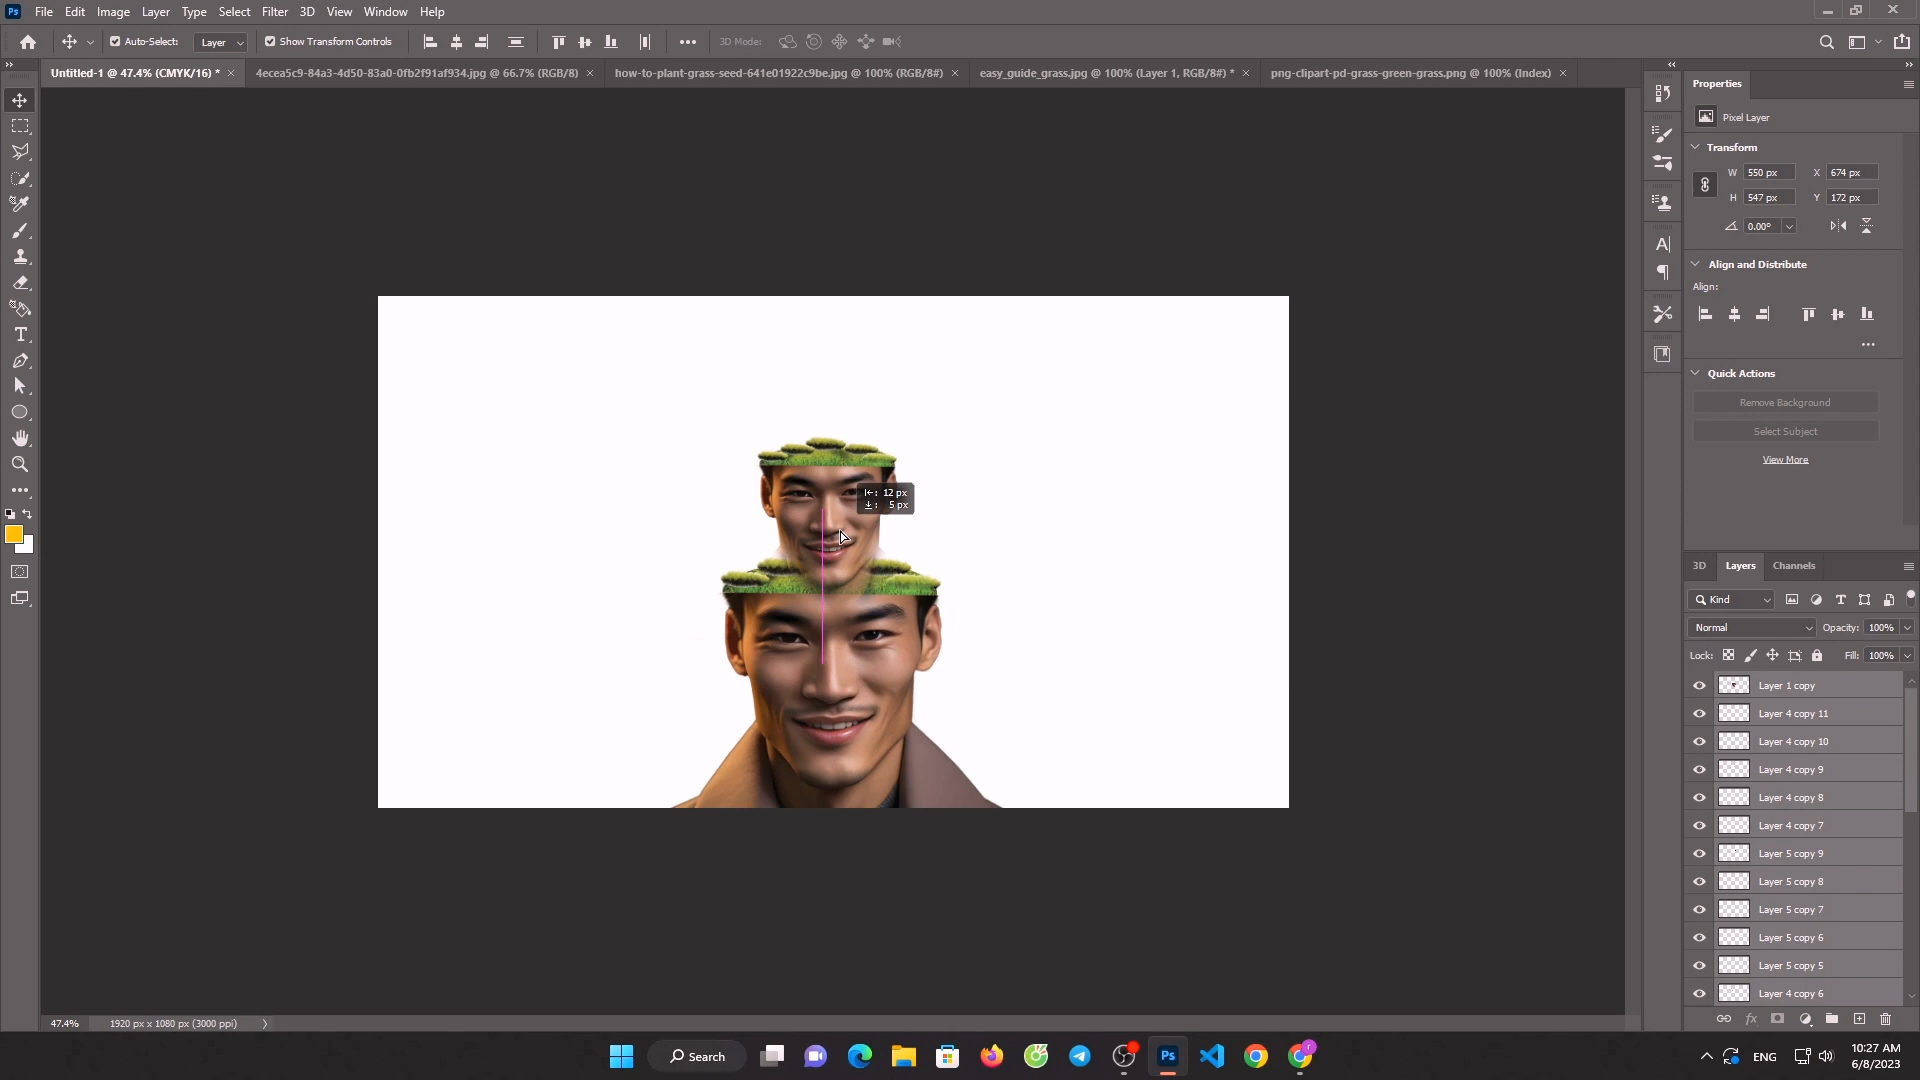 Ps File Edit Image Layer Type Select Filter 3D View Window Help
Auto-Select: Layer Show Transform Controls 3D Mode:
Untitled-1 @ 47.4% (CMYK/16) * × 4ecea5c9-84a3-4d50-83a0-0fb2f91af934.jpg @ 66.7% (RGB/8) × how-to-plant-grass-seed-641e01922c9be.jpg @ 100% (RGB/8#) × easy_guide_grass.jpg @ 100% (Layer 1, RGB/8#) * × png-clipart-pd-grass-green-grass.png @ 100% (Index) ×
Properties
Pixel Layer
Transform
W 550 px X 674 px
H 547 px Y 172 px
0.00°
Align and Distribute
Align:
Quick Actions
Remove Background
Select Subject
View More
12 px
5 px
3D Layers Channels
Kind
Normal Opacity: 100%
Lock: Fill: 100%
Layer 1 copy
Layer 4 copy 11
Layer 4 copy 10
Layer 4 copy 9
Layer 4 copy 8
Layer 4 copy 7
Layer 5 copy 9
Layer 5 copy 8
Layer 5 copy 7
Layer 5 copy 6
Layer 5 copy 5
Layer 4 copy 6
fx
47.4% 1920 px x 1080 px (3000 ppi)
Search
Ps
ENG
10:27 AM
6/8/2023